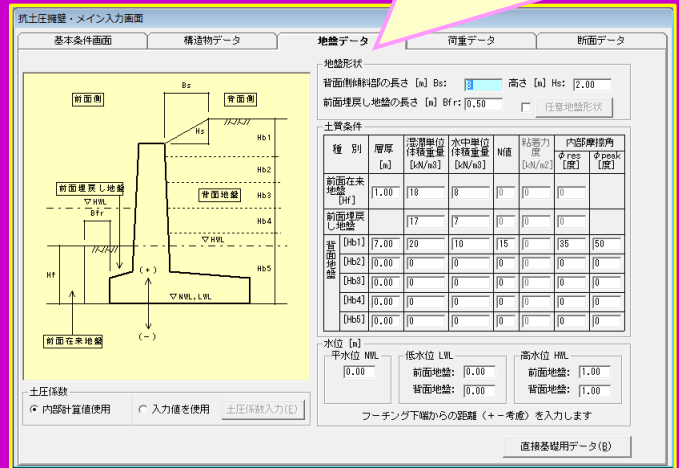 抗土圧擁壁・メイン入力画面
基本条件画面 構造物データ 地盤データ 荷重データ 断面データ
前面側
背面側
Bs
Hs
Hb1
Hb2
前面埋戻し地盤
背面地盤
Hb3
▽HWL
Bfr
Hb4
▽HWL
Hf
(+)
Hb5
▽NWL,LWL
前面在来地盤
(-)
土圧係数
内部計算値使用 入力値を使用 土圧係数入力(E)
地盤形状
背面側傾斜部の長さ [m] Bs: 3 高さ [m] Hs: 2.00
前面埋戻し地盤の長さ [m] Bfr: 0.50 任意地盤形状
土質条件
種 別 層厚 [m] 湿潤単位体積重量 [kN/m3] 水中単位体積重量 [kN/m3] N値 粘着力度 [kN/m2] 内部摩擦角 φres [度] φpeak [度]
前面在来地盤 [Hf] 1.00 18 8 0 0 0
前面埋戻し地盤 17 7 0 0 0
背面地盤
[Hb1] 7.00 20 10 15 0 35 50
[Hb2] 0.00 0 0 0 0 0 0
[Hb3] 0.00 0 0 0 0 0 0
[Hb4] 0.00 0 0 0 0 0 0
[Hb5] 0.00 0 0 0 0 0 0
水位 [m]
平水位 NWL 低水位 LWL 高水位 HWL
0.00 前面地盤: 0.00 前面地盤: 1.00
背面地盤: 0.00 背面地盤: 1.00
フーチング下端からの距離(+-考慮)を入力します
直接基礎用データ(B)